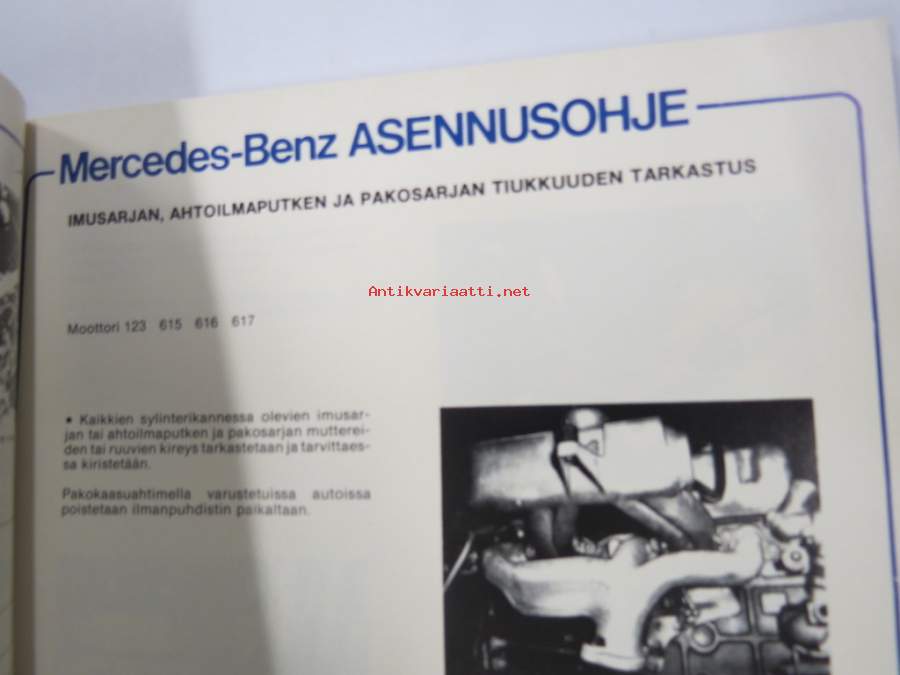 Mercedes-Benz ASENNUSOHJE
IMUSARJAN, AHTOILMAPUTKEN JA PAKOSARJAN TIUKKUUDEN TARKASTUS
Antikvariaatti.net
Moottori 123 615 616 617
• Kaikkien sylinterikannessa olevien imusar-
jan tai ahtoilmaputken ja pakosarjan mutterei-
den tai ruuvien kireys tarkastetaan ja tarvittaes-
sa kiristetään.
Pakokaasuahtimella varustetuissa autoissa
poistetaan ilmanpuhdistin paikaltaan.